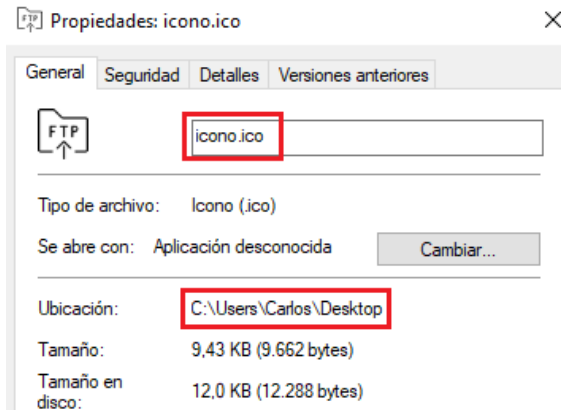 FTP Propiedades: icono.ico
General Seguridad Detalles Versiones anteriores
FTP icono.ico
Tipo de archivo: Icono (.ico)
Se abre con: Aplicación desconocida Cambiar...
Ubicación: C:\Users\Carlos\Desktop
Tamaño: 9,43 KB (9.662 bytes)
Tamaño en disco: 12,0 KB (12.288 bytes)